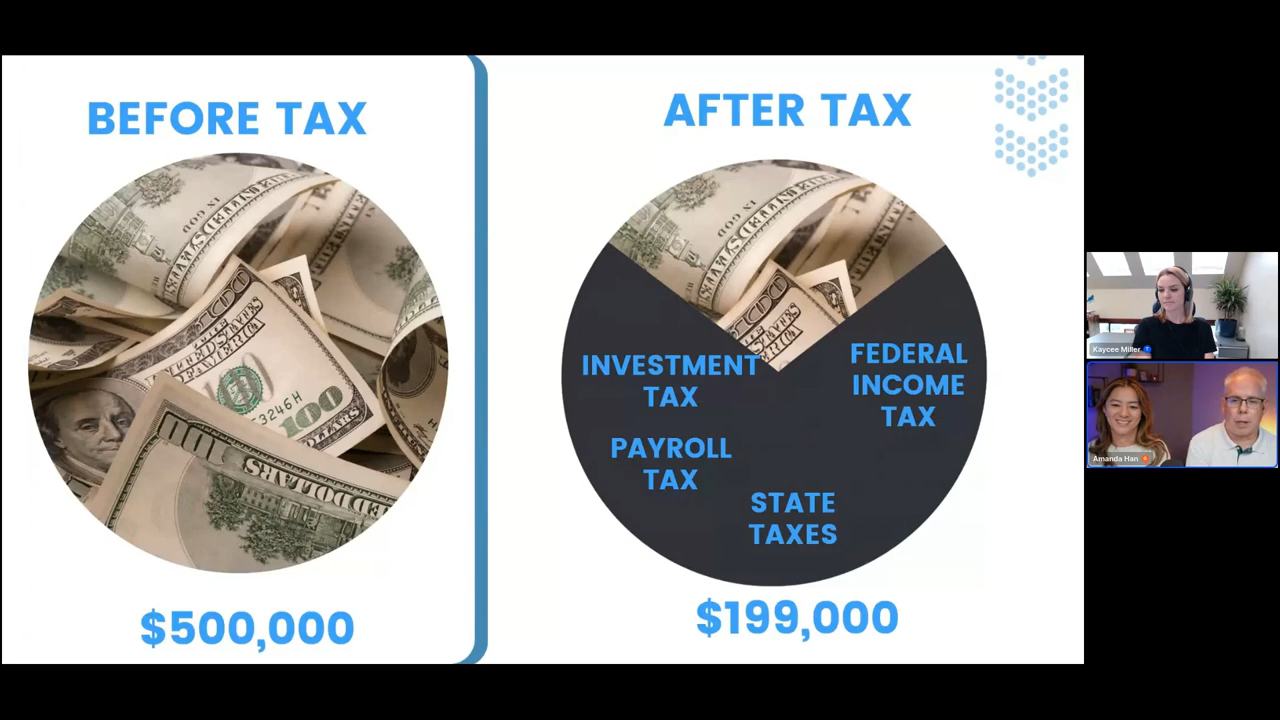 BEFORE TAX
$500,000
AFTER TAX
INVESTMENT
TAX
FEDERAL
INCOME
TAX
PAYROLL
TAX
STATE
TAXES
$199,000
Kaycee Miller
Amanda Han